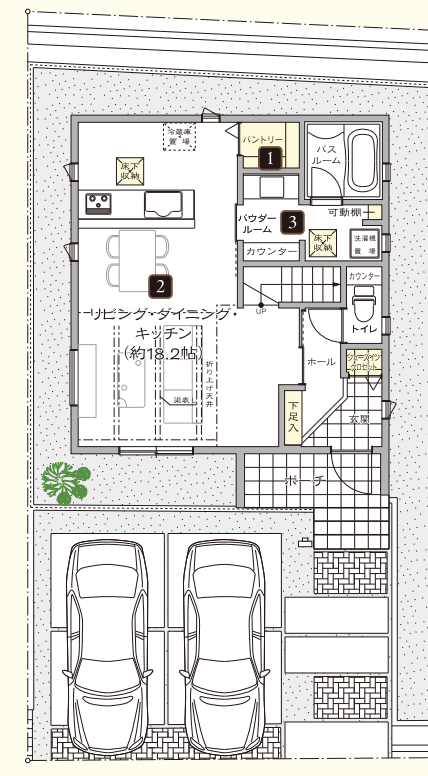 冷蔵庫
置場
パントリー
1
バス
ルーム
床下
収納
パウダー
ルーム
3
可動棚
床下
収納
洗濯機
置場
カウンター
カウンター
2
リビング・ダイニング・
キッチン
(約18.2帖)
UP
トイレ
ホール
シューズイン
クロゼット
折り上げ天井
梁表
下足入
玄関
ポーチ